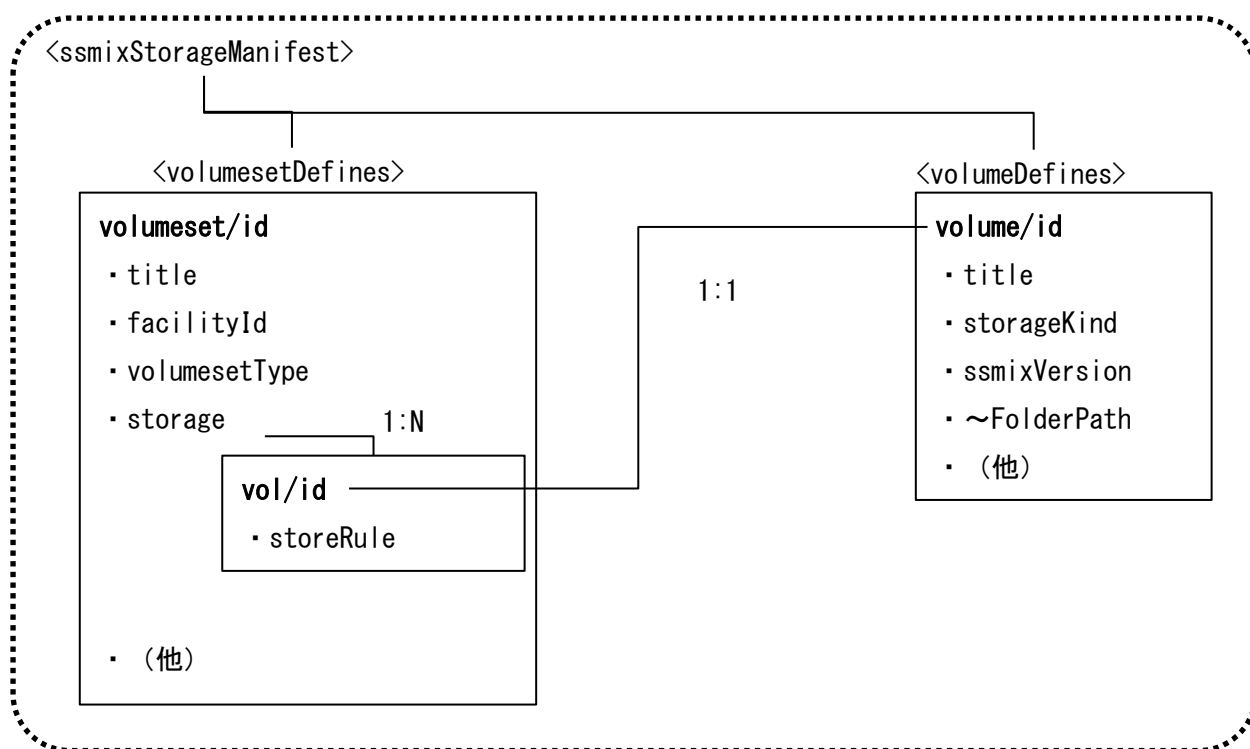 <ssmixStorageManifest>
<volumesetDefines>
volumeset/id
・title
・facilityId
・volumesetType
・storage
1:N
vol/id
・storeRule
・（他）
1:1
<volumeDefines>
volume/id
・title
・storageKind
・ssmixVersion
・～FolderPath
・（他）